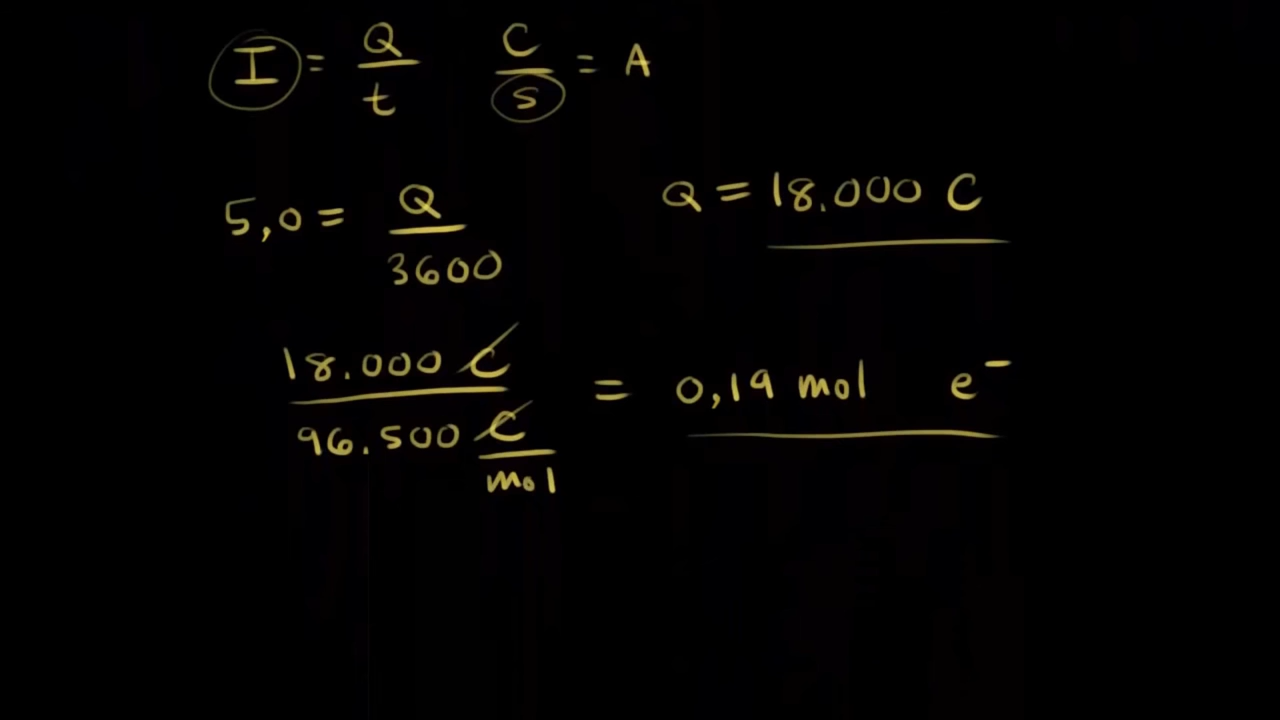 I = Q/t C/s = A
5,0 = Q/3600 Q = 18.000 C
18.000 C / 96.500 C/mol = 0,19 mol e⁻